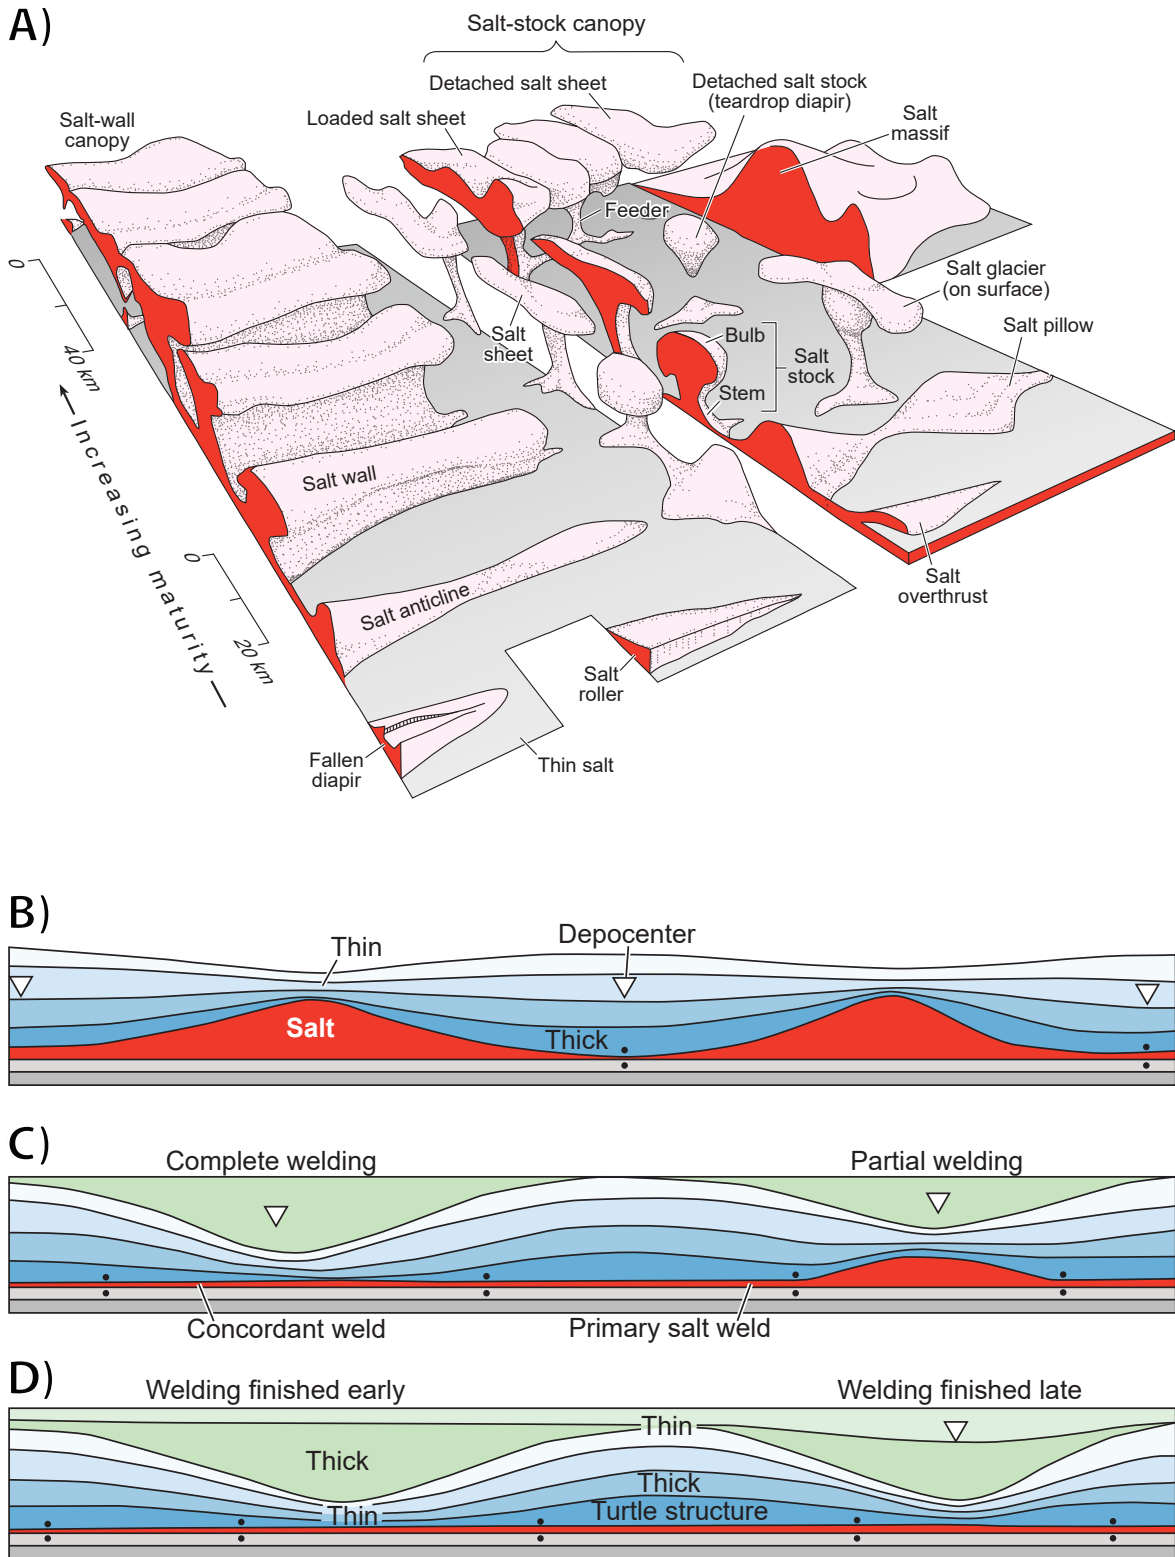 A)
Salt-stock canopy
Detached salt sheet
Detached salt stock
(teardrop diapir)
Loaded salt sheet
Salt
massif
Salt-wall
canopy
Feeder
Salt glacier
(on surface)
Salt pillow
0
40 km
Salt
sheet
Bulb
Stem
Salt
stock
Increasing maturity
Salt wall
0
20 km
Salt anticline
Salt
overthrust
Salt
roller
Fallen
diapir
Thin salt
B)
Thin
Depocenter
Salt
Thick
C)
Complete welding
Partial welding
Concordant weld
Primary salt weld
D)
Welding finished early
Welding finished late
Thin
Thick
Thick
Thin
Turtle structure